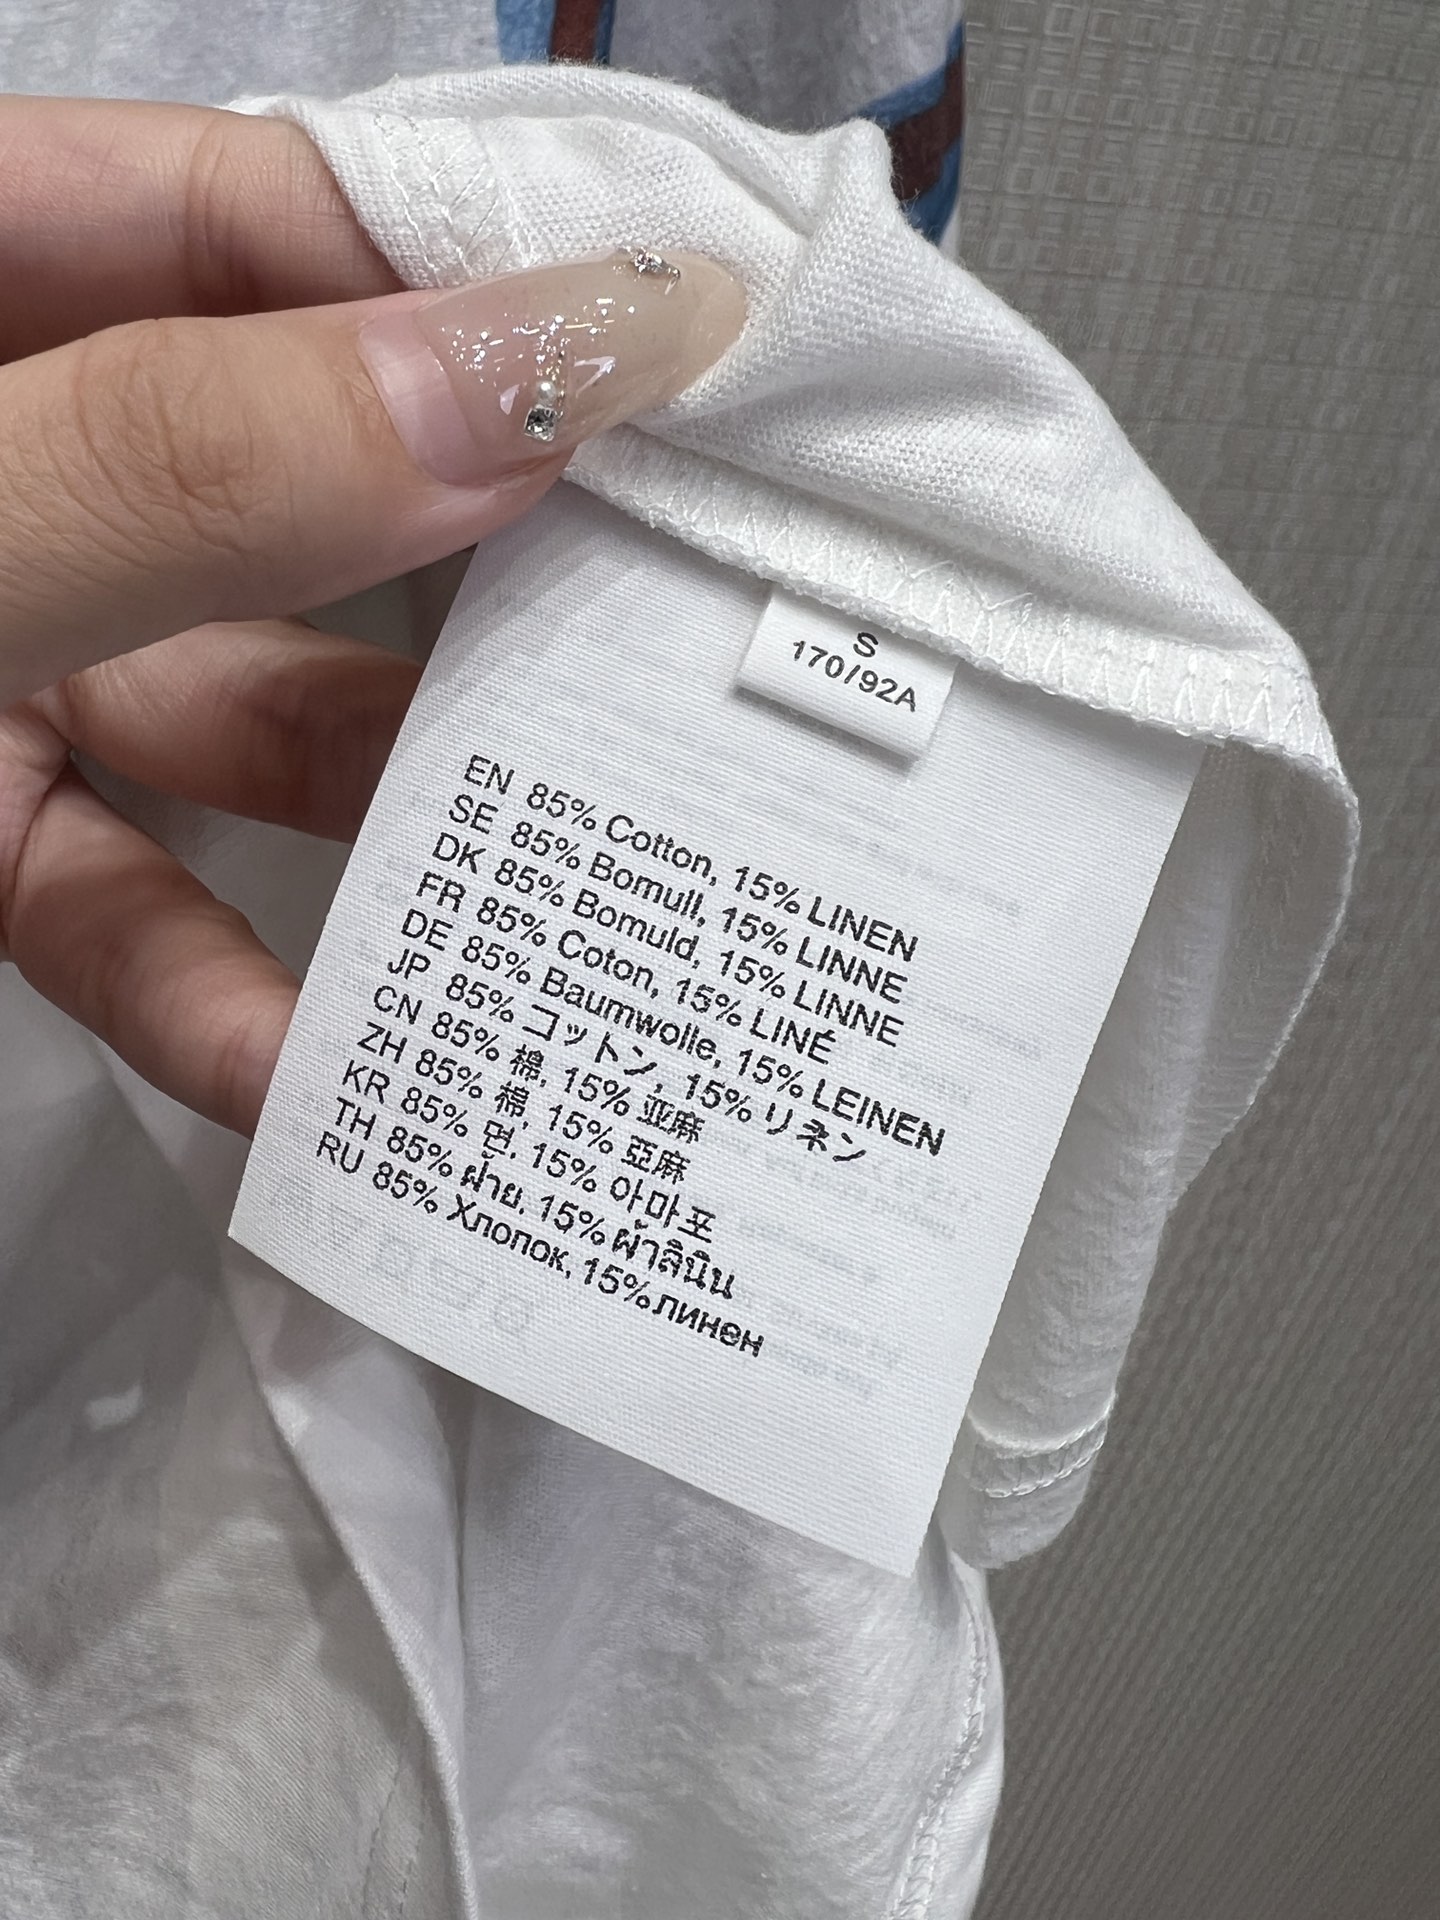 S
170/92A
EN 85% Cotton, 15% LINEN
SE 85% Bomull, 15% LINNE
DK 85% Bomuld, 15% LINNE
FR 85% Coton, 15% LINÉ
DE 85% Baumwolle, 15% LEINEN
JP 85% コットン, 15% リネン
CN 85% 棉, 15% 亚麻
ZH 85% 棉, 15% 亞麻
KR 85% 면, 15% 아마포
TH 85% ฝ้าย, 15% ผ้าลินิน
RU 85% Хлопок, 15% линен